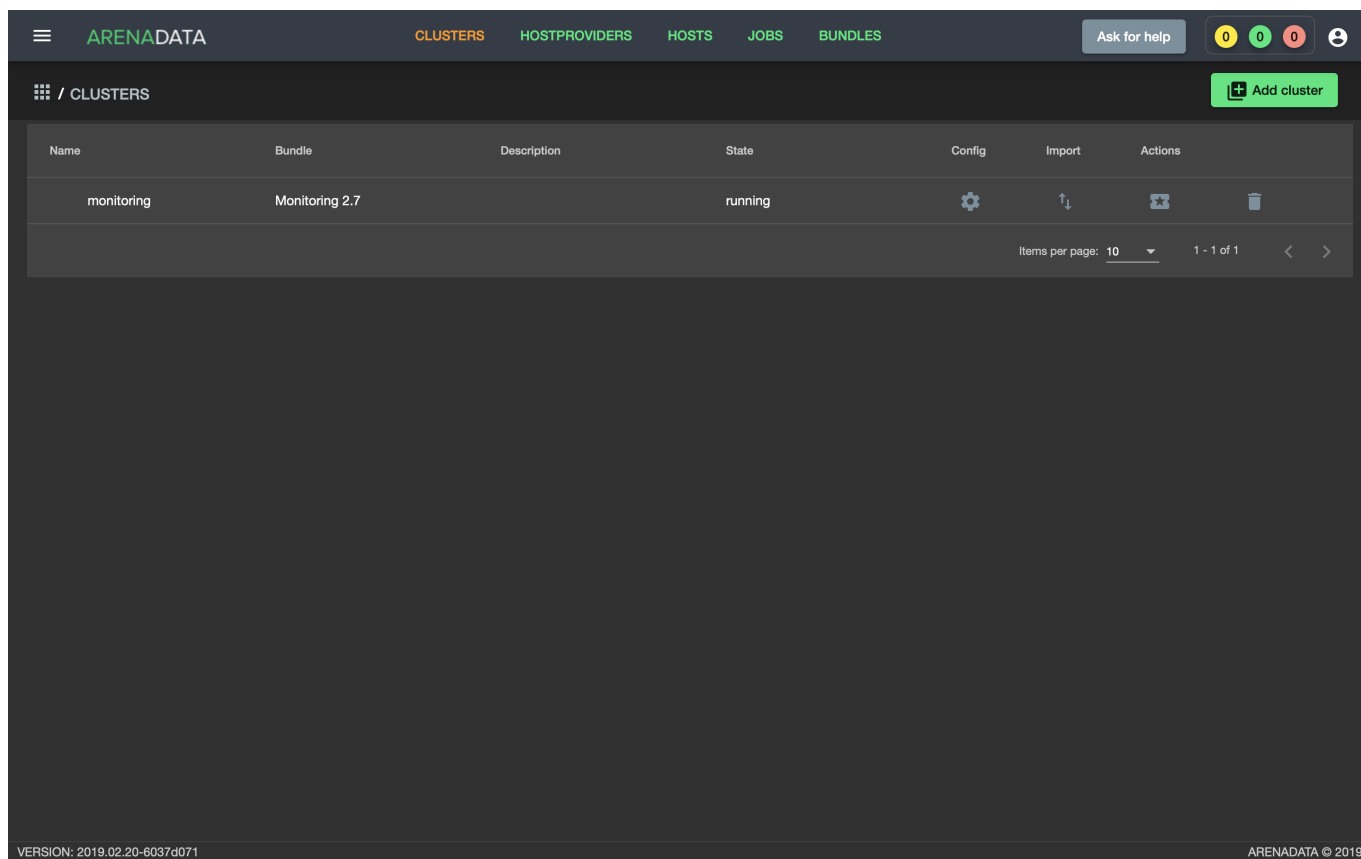 ARENADATA CLUSTERS HOSTPROVIDERS HOSTS JOBS BUNDLES Ask for help 0 0 0
/ CLUSTERS Add cluster
Name Bundle Description State Config Import Actions
monitoring Monitoring 2.7 running
Items per page: 10 1 - 1 of 1
VERSION: 2019.02.20-6037d071 ARENADATA © 2019